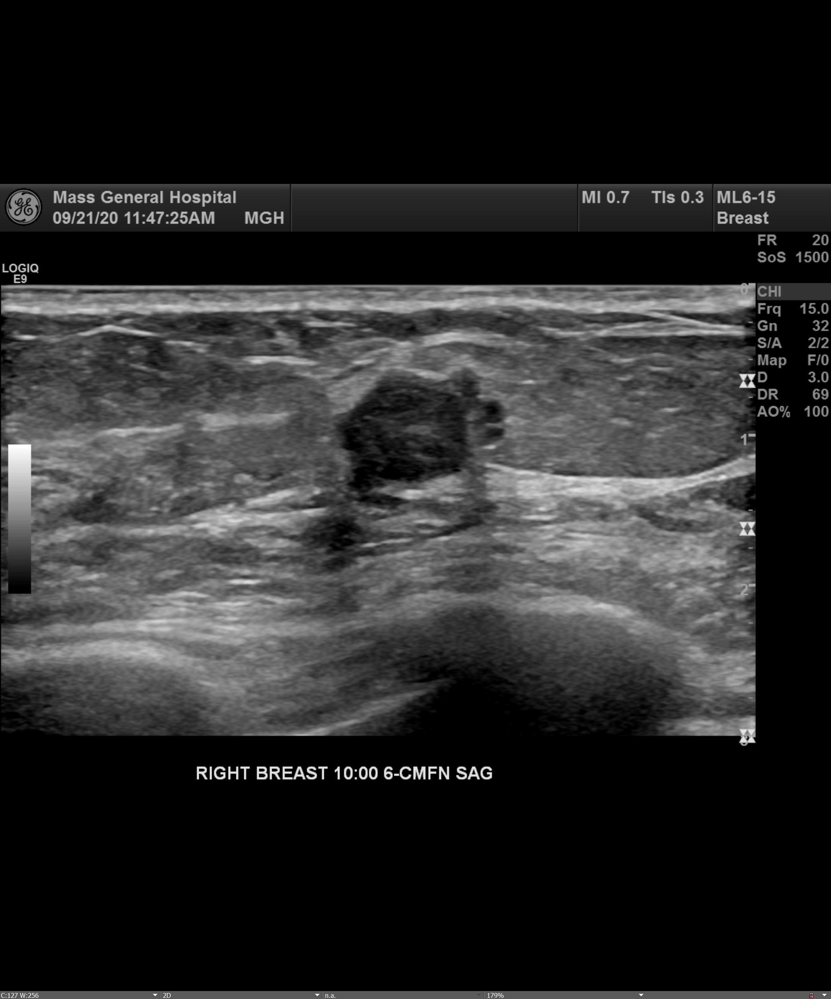 Mass General Hospital
09/21/20 11:47:25AM MGH
MI 0.7 TIs 0.3
ML6-15
Breast
FR 20
SoS 1500
LOGIQ
E9
CHI
Frq 15.0
Gn 32
S/A 2/2
Map F/0
D 3.0
DR 69
AO% 100
0
1
2
RIGHT BREAST 10:00 6-CMFN SAG
C:127 W:256 2D n.a. 179%